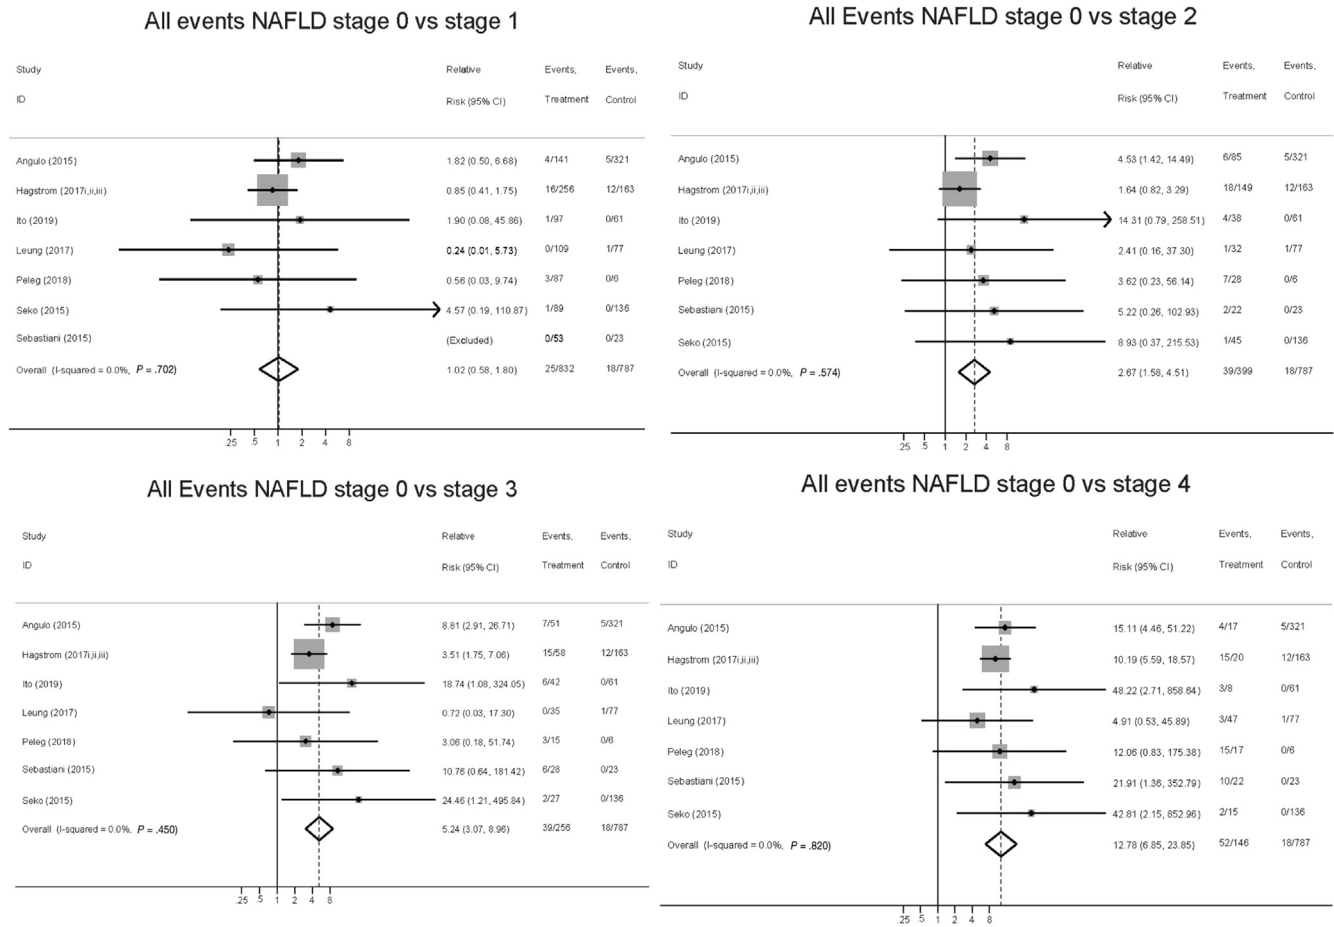 All Events NAFLD stage 0 vs stage 1
Study Relative Events, Events,
ID Risk (95% CI) Treatment Control
Angulo (2015) 1.82 (0.50, 6.68) 4/141 5/321
Hagstrom (2017i,ii,iii) 0.85 (0.41, 1.75) 16/256 12/163
Ito (2019) 1.90 (0.08, 45.86) 1/97 0/61
Leung (2017) 0.24 (0.01, 5.73) 0/109 1/77
Peleg (2018) 0.56 (0.03, 9.74) 3/87 0/6
Seko (2015) 4.57 (0.19, 110.87) 1/89 0/136
Sebastiani (2015) (Excluded) 0/53 0/23
Overall (I-squared = 0.0%, P = .702) 1.02 (0.58, 1.80) 25/832 18/787
.25 .5 1 2 4 8
All Events NAFLD stage 0 vs stage 2
Study Relative Events, Events,
ID Risk (95% CI) Treatment Control
Angulo (2015) 4.53 (1.42, 14.49) 6/85 5/321
Hagstrom (2017i,ii,iii) 1.64 (0.82, 3.29) 18/149 12/163
Ito (2019) 14.31 (0.79, 258.51) 4/38 0/61
Leung (2017) 2.41 (0.16, 37.30) 1/32 1/77
Peleg (2018) 3.62 (0.23, 56.14) 7/28 0/6
Sebastiani (2015) 5.22 (0.26, 102.93) 2/22 0/23
Seko (2015) 8.93 (0.37, 215.53) 1/45 0/136
Overall (I-squared = 0.0%, P = .574) 2.67 (1.58, 4.51) 39/399 18/787
.25 .5 1 2 4 8
All Events NAFLD stage 0 vs stage 3
Study Relative Events, Events,
ID Risk (95% CI) Treatment Control
Angulo (2015) 8.81 (2.91, 26.71) 7/51 5/321
Hagstrom (2017i,ii,iii) 3.51 (1.75, 7.06) 15/58 12/163
Ito (2019) 18.74 (1.08, 324.05) 6/42 0/61
Leung (2017) 0.72 (0.03, 17.30) 0/35 1/77
Peleg (2018) 3.06 (0.18, 51.74) 3/15 0/6
Sebastiani (2015) 10.76 (0.64, 181.42) 6/28 0/23
Seko (2015) 24.46 (1.21, 495.84) 2/27 0/136
Overall (I-squared = 0.0%, P = .450) 5.24 (3.07, 8.96) 39/256 18/787
.25 .5 1 2 4 8
All events NAFLD stage 0 vs stage 4
Study Relative Events, Events,
ID Risk (95% CI) Treatment Control
Angulo (2015) 15.11 (4.46, 51.22) 4/17 5/321
Hagstrom (2017i,ii,iii) 10.19 (5.59, 18.57) 15/20 12/163
Ito (2019) 48.22 (2.71, 858.64) 3/8 0/61
Leung (2017) 4.91 (0.53, 45.89) 3/47 1/77
Peleg (2018) 12.06 (0.83, 175.38) 15/17 0/6
Sebastiani (2015) 21.91 (1.36, 352.79) 10/22 0/23
Seko (2015) 42.81 (2.15, 852.96) 2/15 0/136
Overall (I-squared = 0.0%, P = .820) 12.78 (6.85, 23.85) 52/146 18/787
.25 .5 1 2 4 8